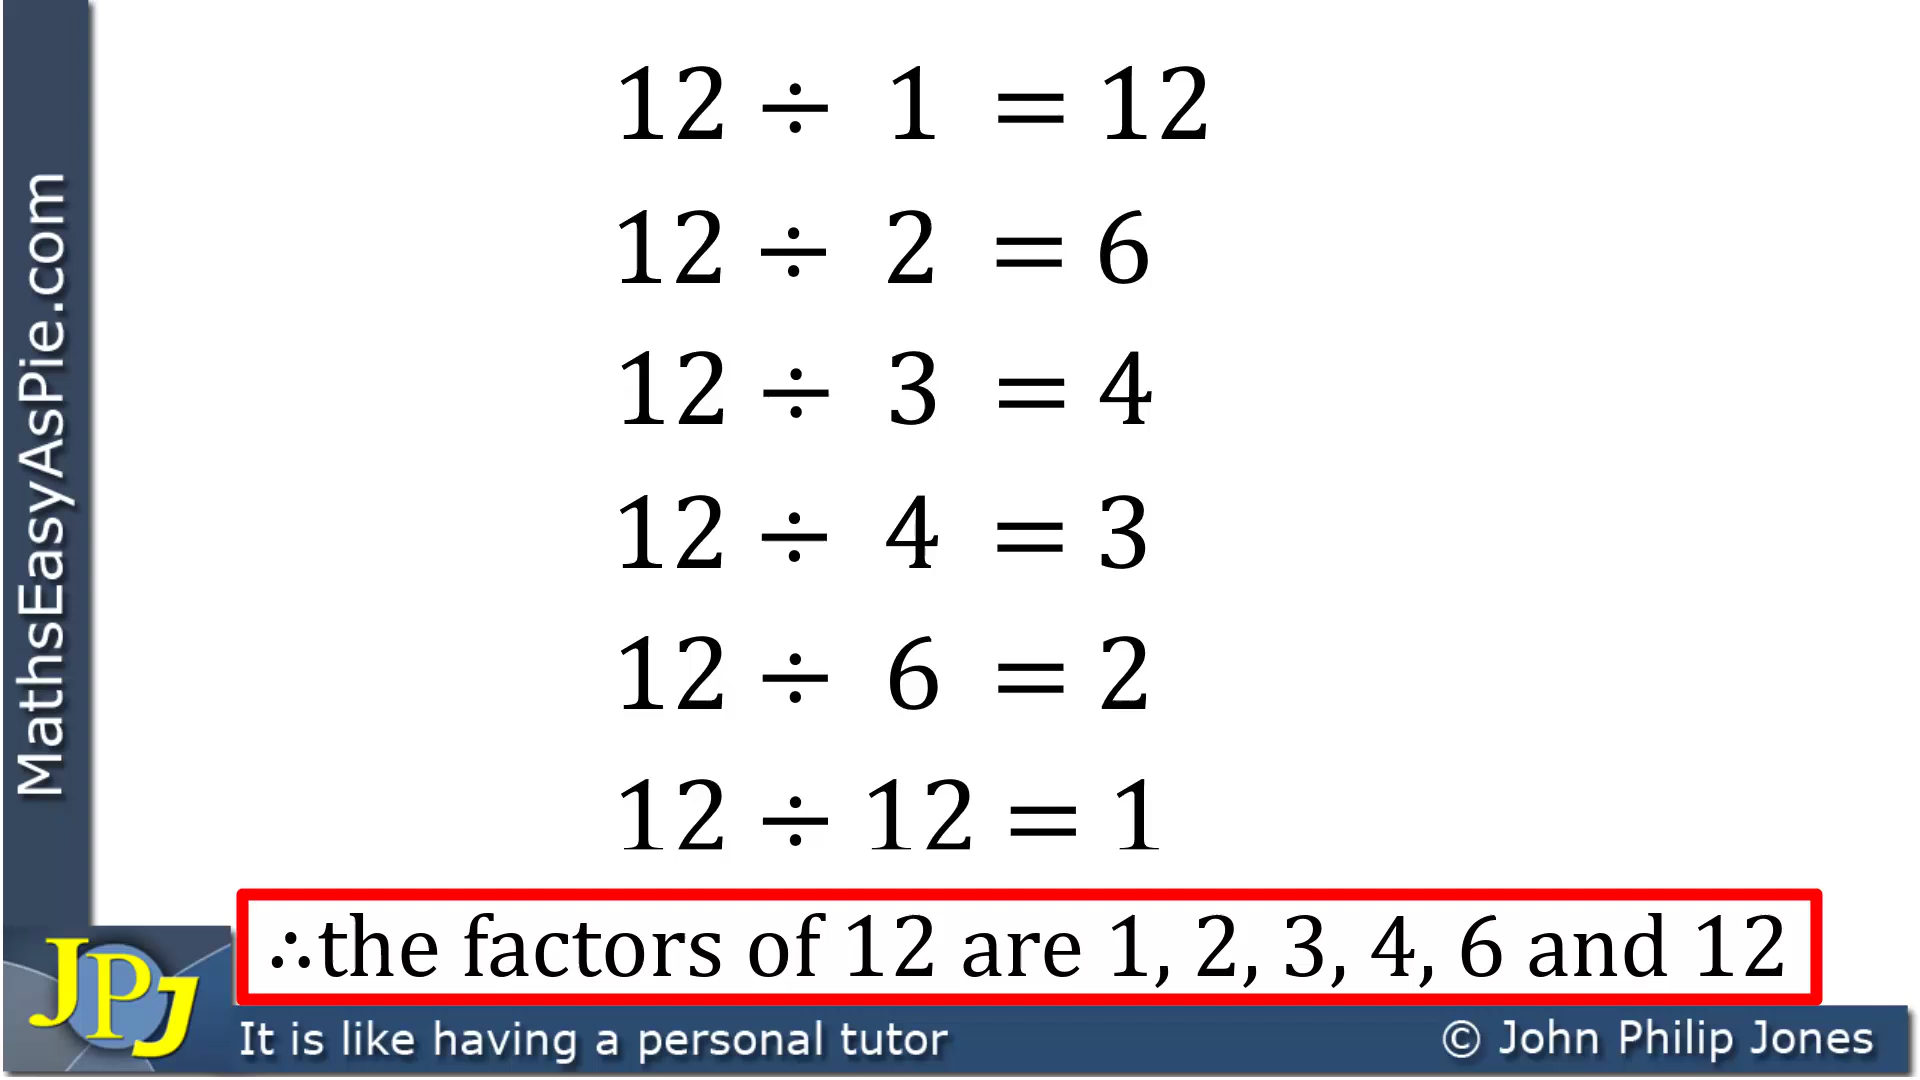 12 ÷ 1 = 12
12 ÷ 2 = 6
12 ÷ 3 = 4
12 ÷ 4 = 3
12 ÷ 6 = 2
12 ÷ 12 = 1
∴the factors of 12 are 1, 2, 3, 4, 6 and 12
MathsEasyAsPie.com
JPJ
It is like having a personal tutor
© John Philip Jones